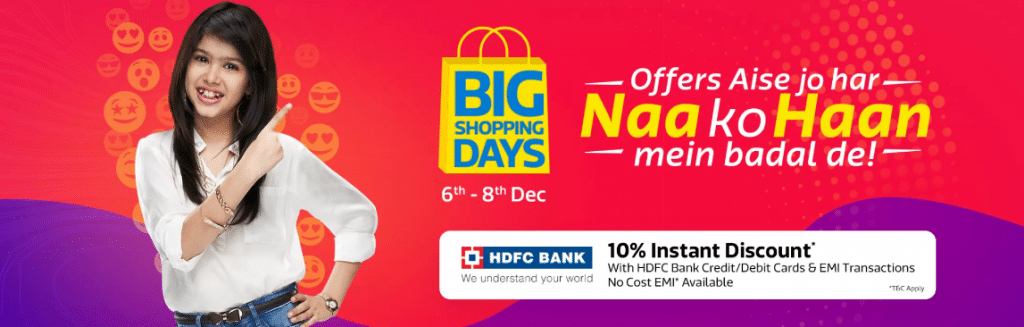 BIG
SHOPPING
DAYS
6th - 8th Dec
Offers Aise jo har
Naa ko Haan
mein badal de!
HDFC BANK
We understand your world
10% Instant Discount*
With HDFC Bank Credit/Debit Cards & EMI Transactions
No Cost EMI* Available
*T&C Apply